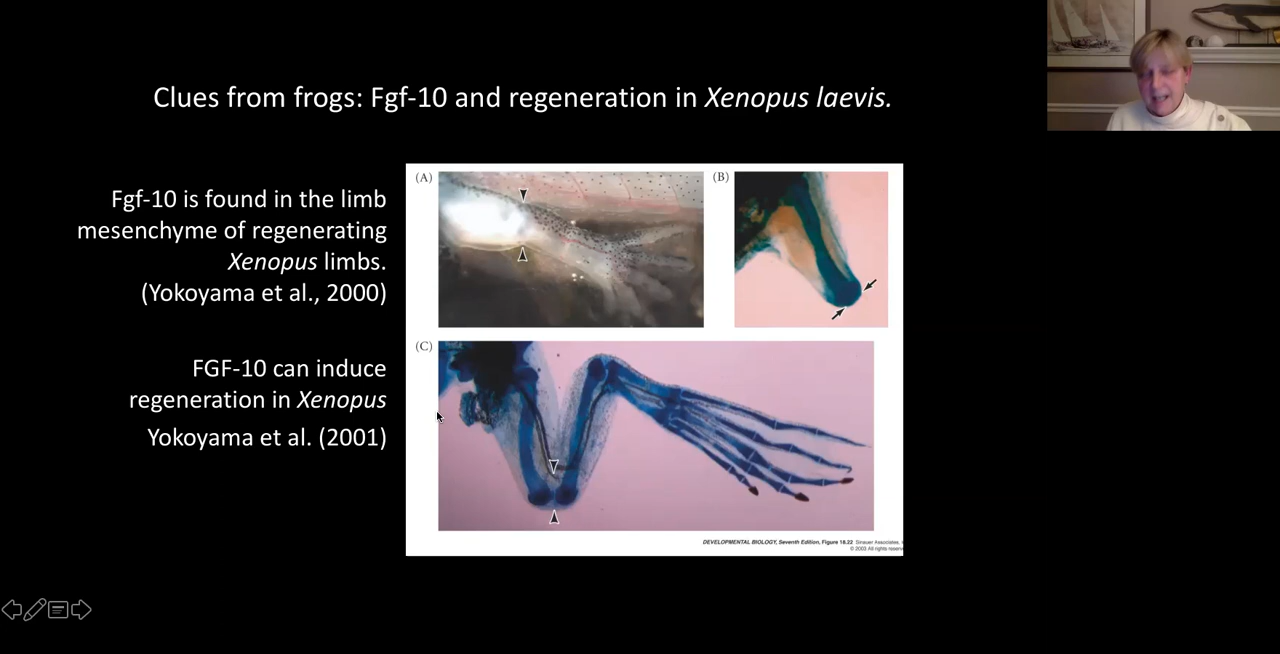 Clues from frogs: Fgf-10 and regeneration in Xenopus laevis.
Fgf-10 is found in the limb
mesenchyme of regenerating
Xenopus limbs.
(Yokoyama et al., 2000)
FGF-10 can induce
regeneration in Xenopus
Yokoyama et al. (2001)
(A)
(B)
(C)
DEVELOPMENTAL BIOLOGY, Seventh Edition, Figure 18.22 Sinauer Associates,
© 2003 All rights